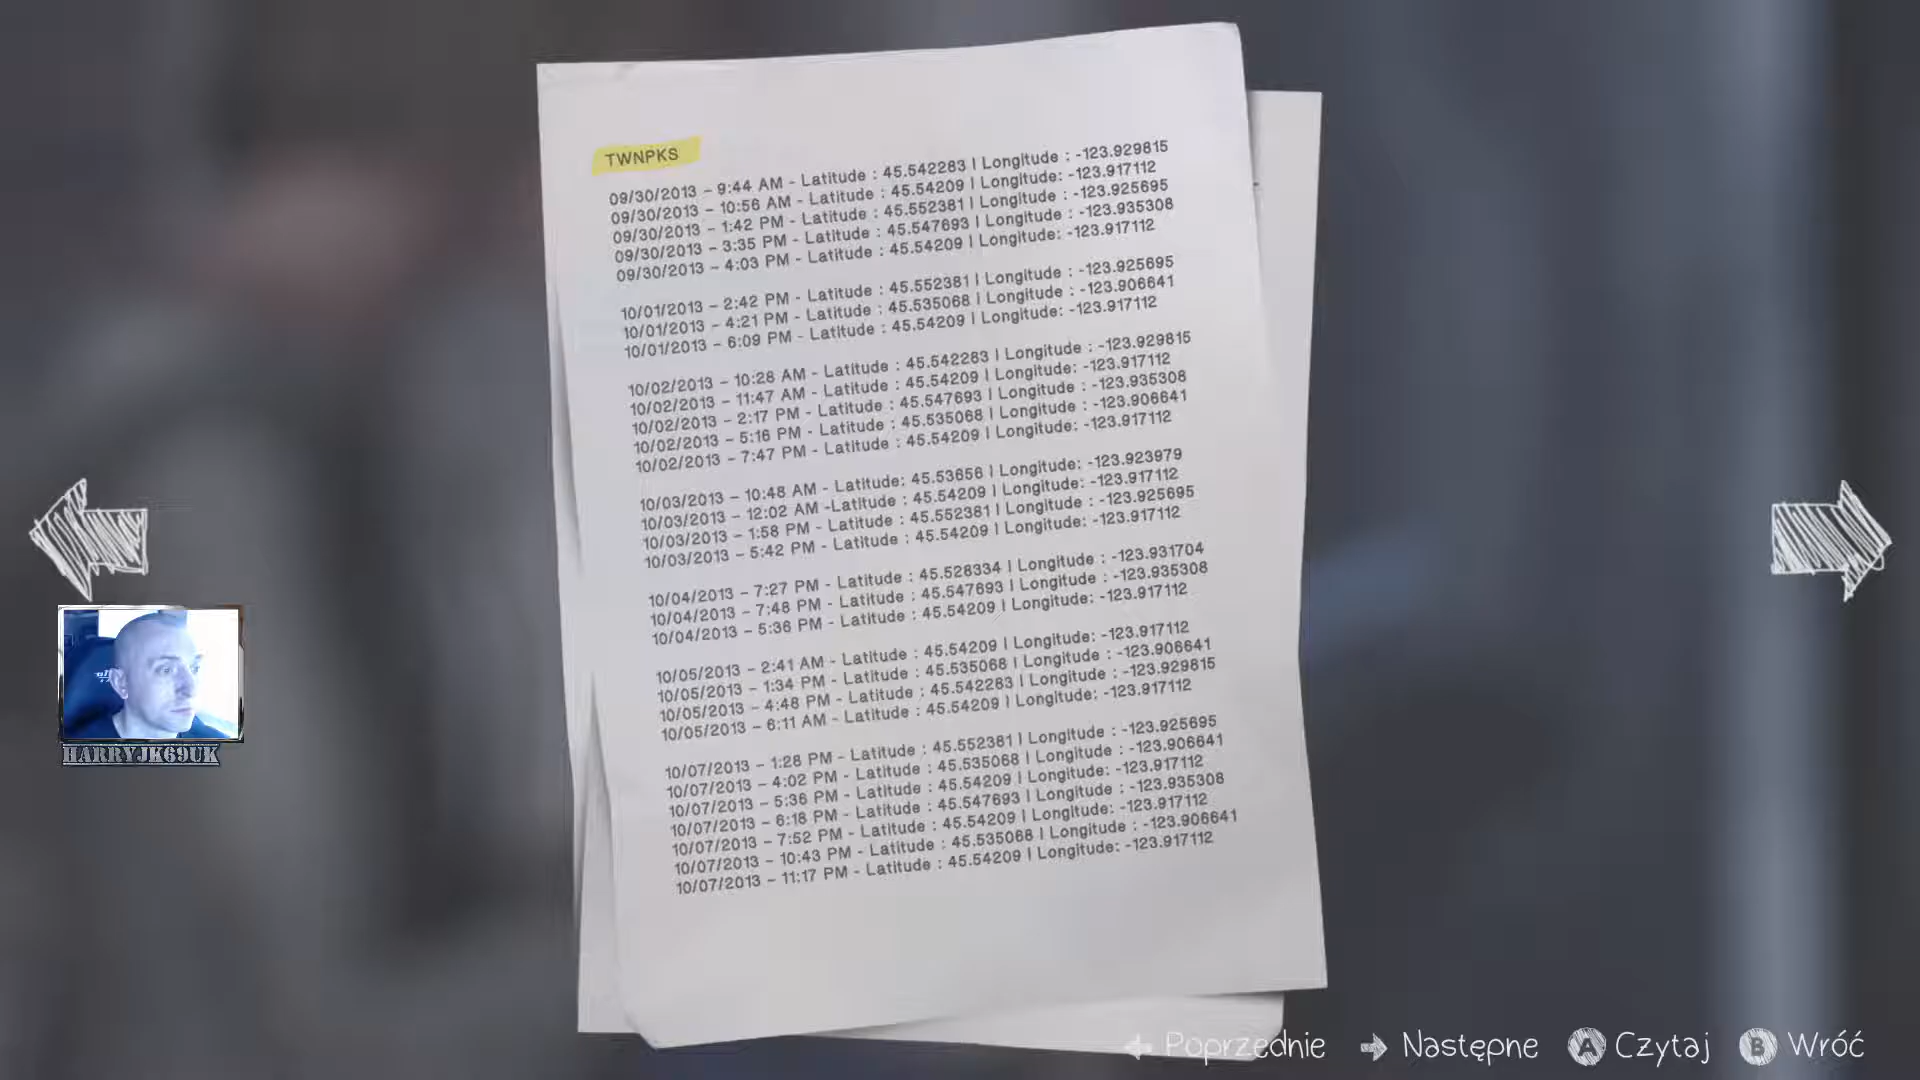 TWNPKS
09/30/2013 - 9:44 AM - Latitude : 45.542283 | Longitude : -123.929815
09/30/2013 - 10:56 AM - Latitude : 45.54209 | Longitude: -123.917112
09/30/2013 - 1:42 PM - Latitude : 45.552381 | Longitude : -123.925695
09/30/2013 - 3:35 PM - Latitude : 45.547693 | Longitude : -123.935308
09/30/2013 - 4:03 PM - Latitude : 45.54209 | Longitude: -123.917112
10/01/2013 - 2:42 PM - Latitude : 45.552381 | Longitude : -123.925695
10/01/2013 - 4:21 PM - Latitude : 45.535068 | Longitude : -123.906641
10/01/2013 - 6:09 PM - Latitude : 45.54209 | Longitude: -123.917112
10/02/2013 - 10:28 AM - Latitude : 45.542283 | Longitude : -123.929815
10/02/2013 - 11:47 AM - Latitude : 45.54209 | Longitude: -123.917112
10/02/2013 - 2:17 PM - Latitude : 45.547693 | Longitude : -123.935308
10/02/2013 - 5:16 PM - Latitude : 45.535068 | Longitude : -123.906641
10/02/2013 - 7:47 PM - Latitude : 45.54209 | Longitude: -123.917112
10/03/2013 - 10:48 AM - Latitude: 45.53656 | Longitude: -123.923979
10/03/2013 - 12:02 AM -Latitude : 45.54209 | Longitude: -123.917112
10/03/2013 - 1:58 PM - Latitude : 45.552381 | Longitude : -123.925695
10/03/2013 - 5:42 PM - Latitude : 45.54209 | Longitude: -123.917112
10/04/2013 - 7:27 PM - Latitude : 45.528334 | Longitude : -123.931704
10/04/2013 - 7:48 PM - Latitude : 45.547693 | Longitude : -123.935308
10/04/2013 - 5:36 PM - Latitude : 45.54209 | Longitude: -123.917112
10/05/2013 - 2:41 AM - Latitude : 45.54209 | Longitude: -123.917112
10/05/2013 - 1:34 PM - Latitude : 45.535068 | Longitude : -123.906641
10/05/2013 - 4:48 PM - Latitude : 45.542283 | Longitude : -123.929815
10/05/2013 - 6:11 AM - Latitude : 45.54209 | Longitude: -123.917112
10/07/2013 - 1:28 PM - Latitude : 45.552381 | Longitude : -123.925695
10/07/2013 - 4:02 PM - Latitude : 45.535068 | Longitude : -123.906641
10/07/2013 - 5:36 PM - Latitude : 45.54209 | Longitude: -123.917112
10/07/2013 - 6:18 PM - Latitude : 45.547693 | Longitude : -123.935308
10/07/2013 - 7:52 PM - Latitude : 45.54209 | Longitude: -123.917112
10/07/2013 - 10:43 PM - Latitude : 45.535068 | Longitude : -123.906641
10/07/2013 - 11:17 PM - Latitude : 45.54209 | Longitude: -123.917112
HARRYJK69UK
Poprzednie Następne A Czytaj B Wróć